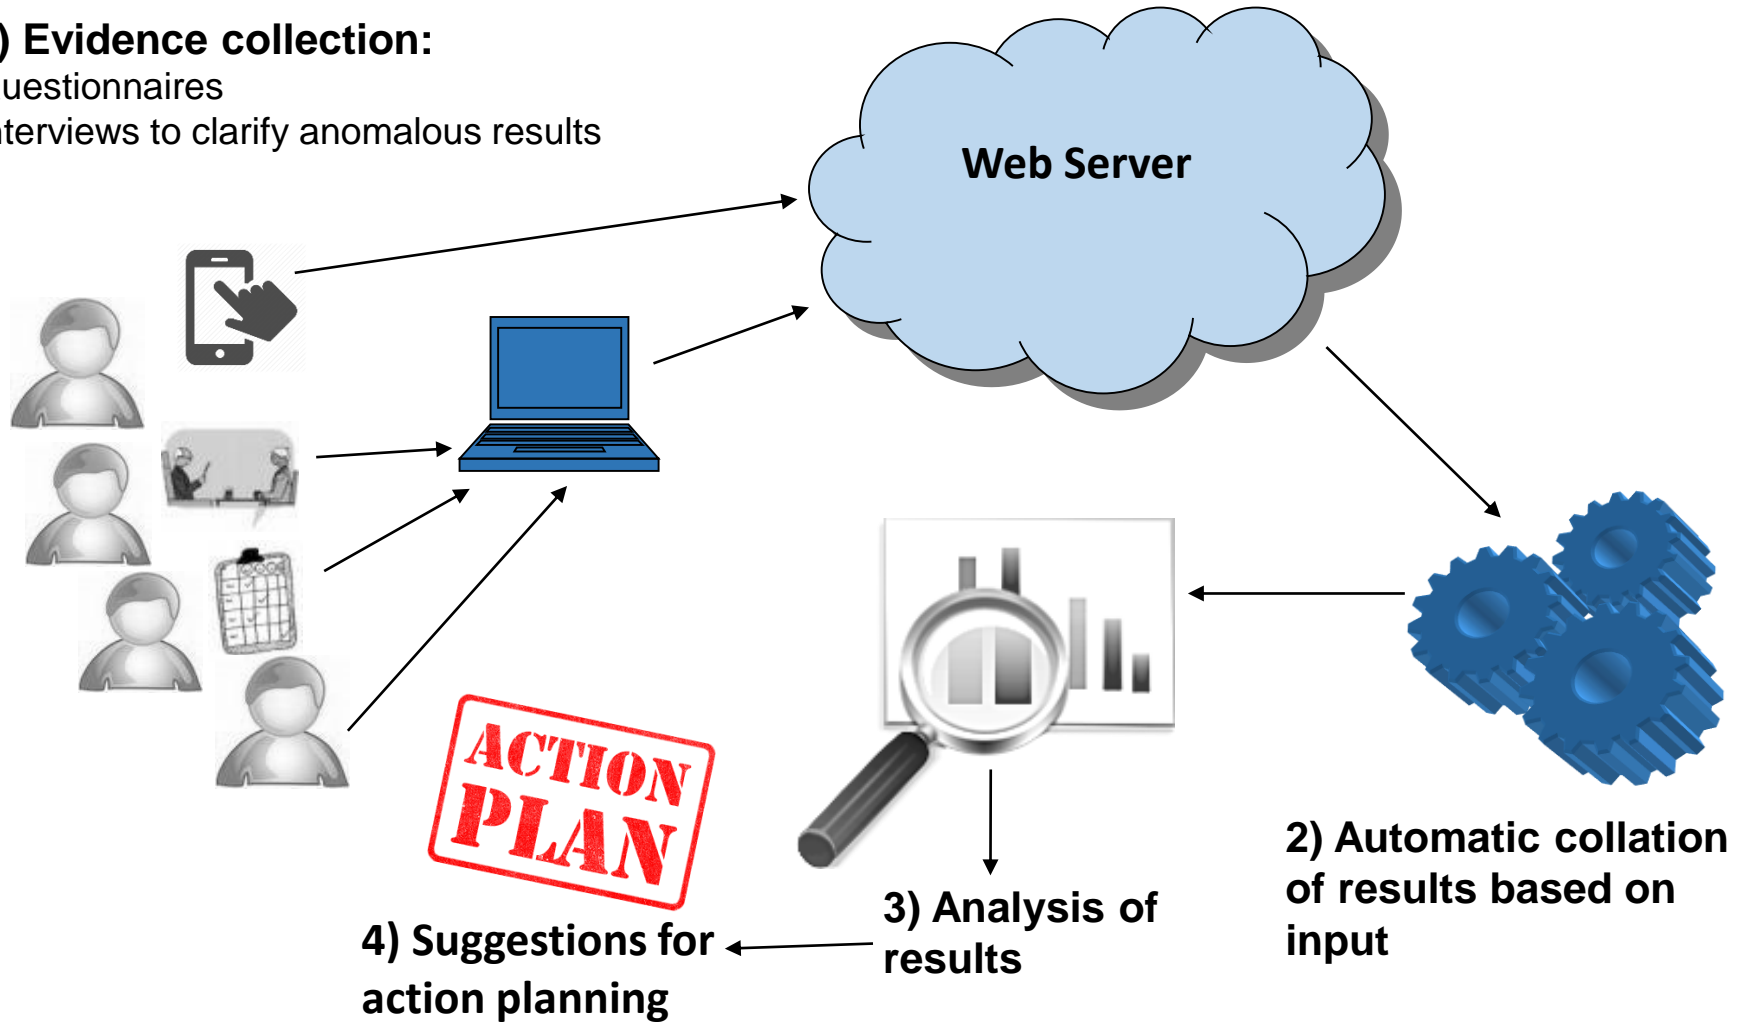 ) Evidence collection:
uestionnaires
nterviews to clarify anomalous results
Web Server
ACTION
PLAN
2) Automatic collation
of results based on
input
3) Analysis of
results
4) Suggestions for
action planning